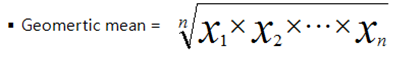 ▪ Geomertic mean = ⁿ√(x₁ × x₂ × ⋯ × xₙ)